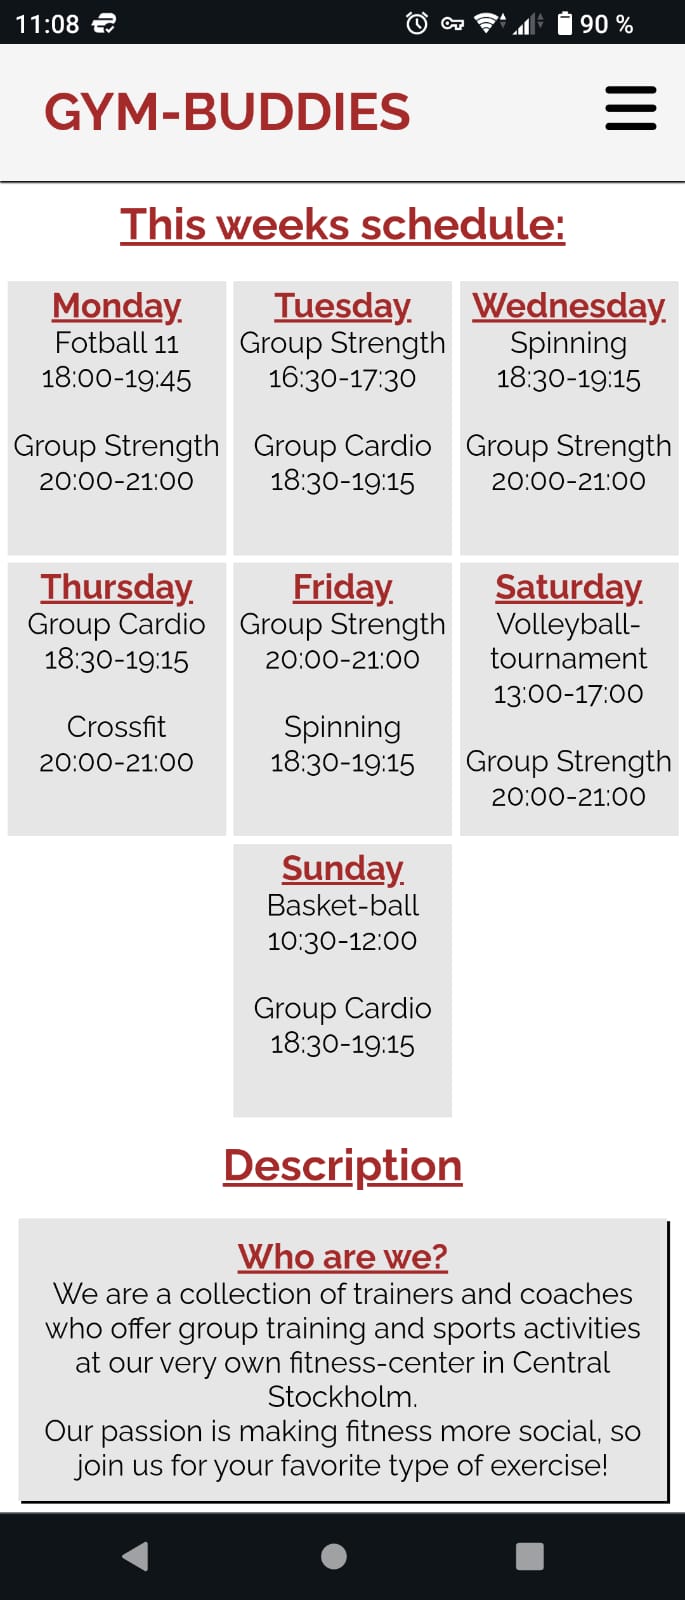 11:08 90 %
GYM-BUDDIES
This weeks schedule:
Monday
Fotball 11
18:00-19:45
Group Strength
20:00-21:00
Tuesday
Group Strength
16:30-17:30
Group Cardio
18:30-19:15
Wednesday
Spinning
18:30-19:15
Group Strength
20:00-21:00
Thursday
Group Cardio
18:30-19:15
Crossfit
20:00-21:00
Friday
Group Strength
20:00-21:00
Spinning
18:30-19:15
Saturday
Volleyball-
tournament
13:00-17:00
Group Strength
20:00-21:00
Sunday
Basket-ball
10:30-12:00
Group Cardio
18:30-19:15
Description
Who are we?
We are a collection of trainers and coaches
who offer group training and sports activities
at our very own fitness-center in Central
Stockholm.
Our passion is making fitness more social, so
join us for your favorite type of exercise!